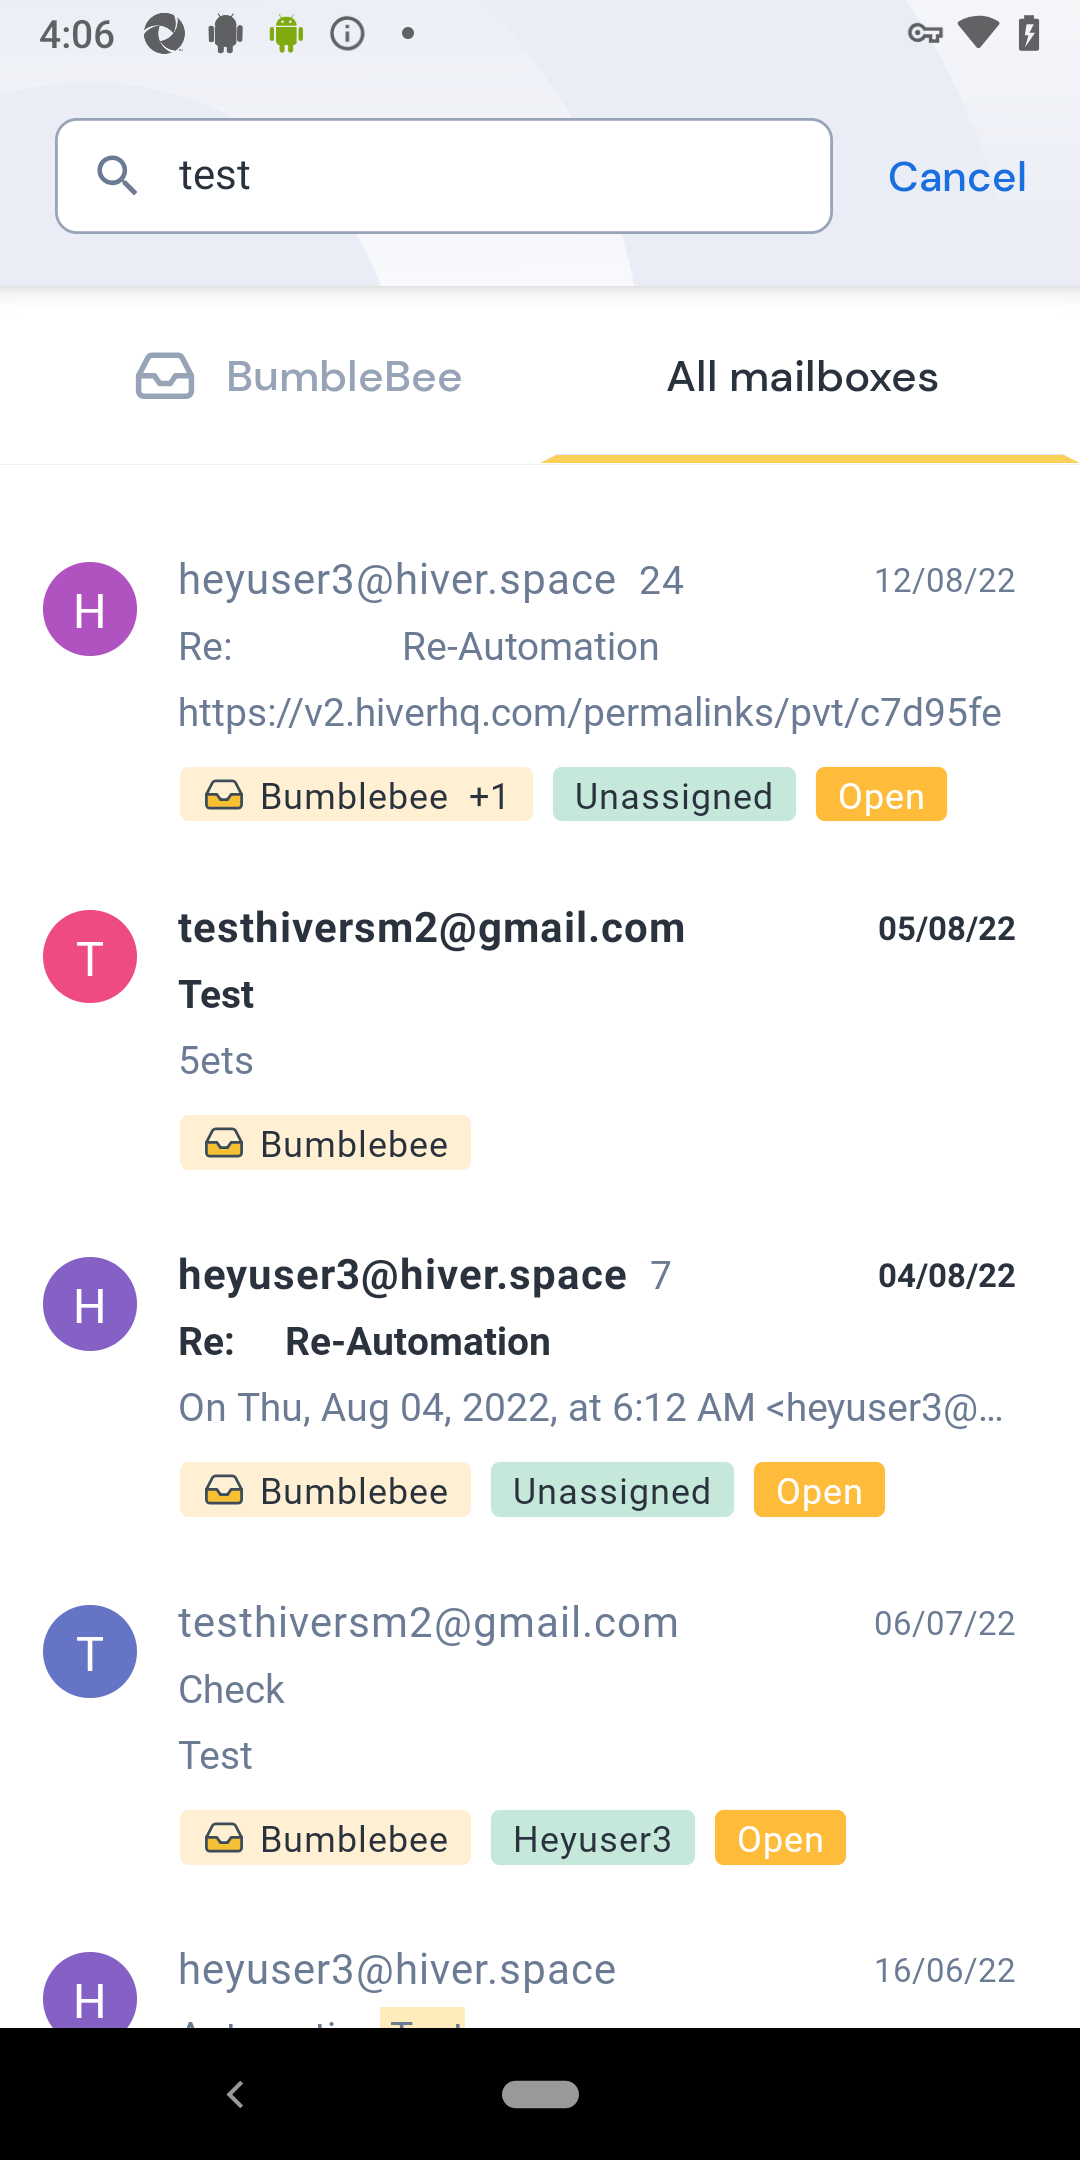 4:06
test
Cancel
BumbleBee
All mailboxes
H
heyuser3@hiver.space 24
12/08/22
Re: Re-Automation
https://v2.hiverhq.com/permalinks/pvt/c7d95fe
Bumblebee +1
Unassigned
Open
T
testhiversm2@gmail.com
05/08/22
Test
5ets
Bumblebee
H
heyuser3@hiver.space 7
04/08/22
Re: Re-Automation
On Thu, Aug 04, 2022, at 6:12 AM <heyuser3@...
Bumblebee
Unassigned
Open
T
testhiversm2@gmail.com
06/07/22
Check
Test
Bumblebee
Heyuser3
Open
H
heyuser3@hiver.space
16/06/22